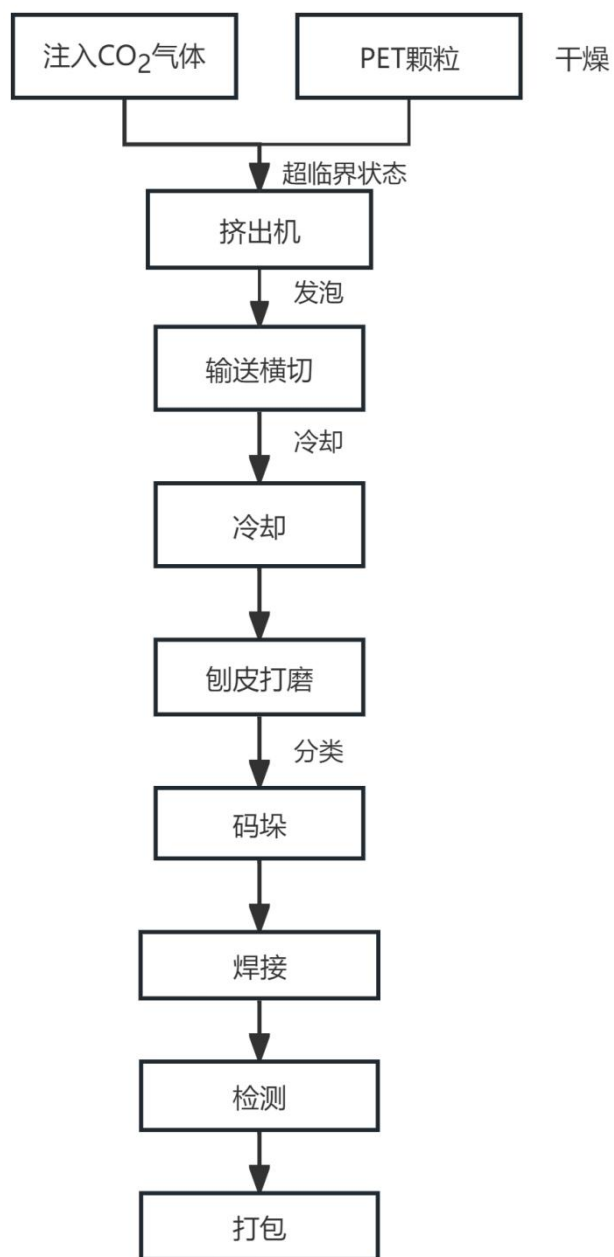 注入CO₂气体
PET颗粒
干燥
超临界状态
挤出机
发泡
输送横切
冷却
冷却
刨皮打磨
分类
码垛
焊接
检测
打包